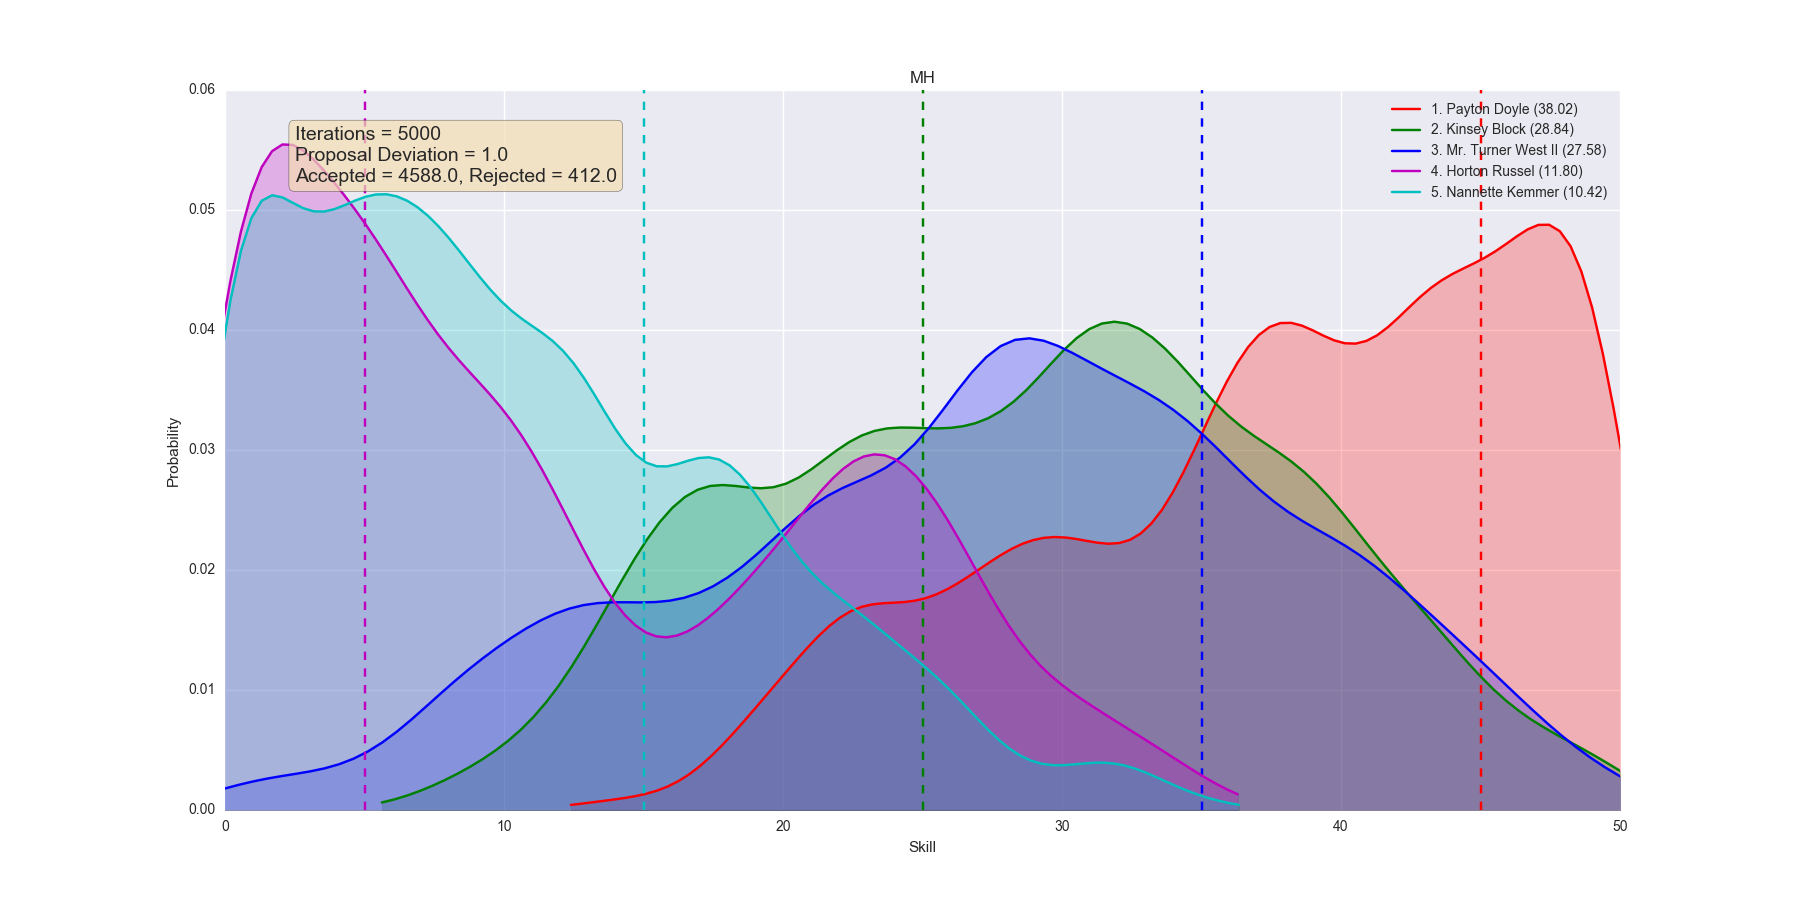 MH
0.06
0.05
0.04
0.03
0.02
0.01
0.00
Probability
Iterations = 5000
Proposal Deviation = 1.0
Accepted = 4588.0, Rejected = 412.0
1. Payton Doyle (38.02)
2. Kinsey Block (28.84)
3. Mr. Turner West II (27.58)
4. Horton Russel (11.80)
5. Nannette Kemmer (10.42)
0 10 20 30 40 50
Skill